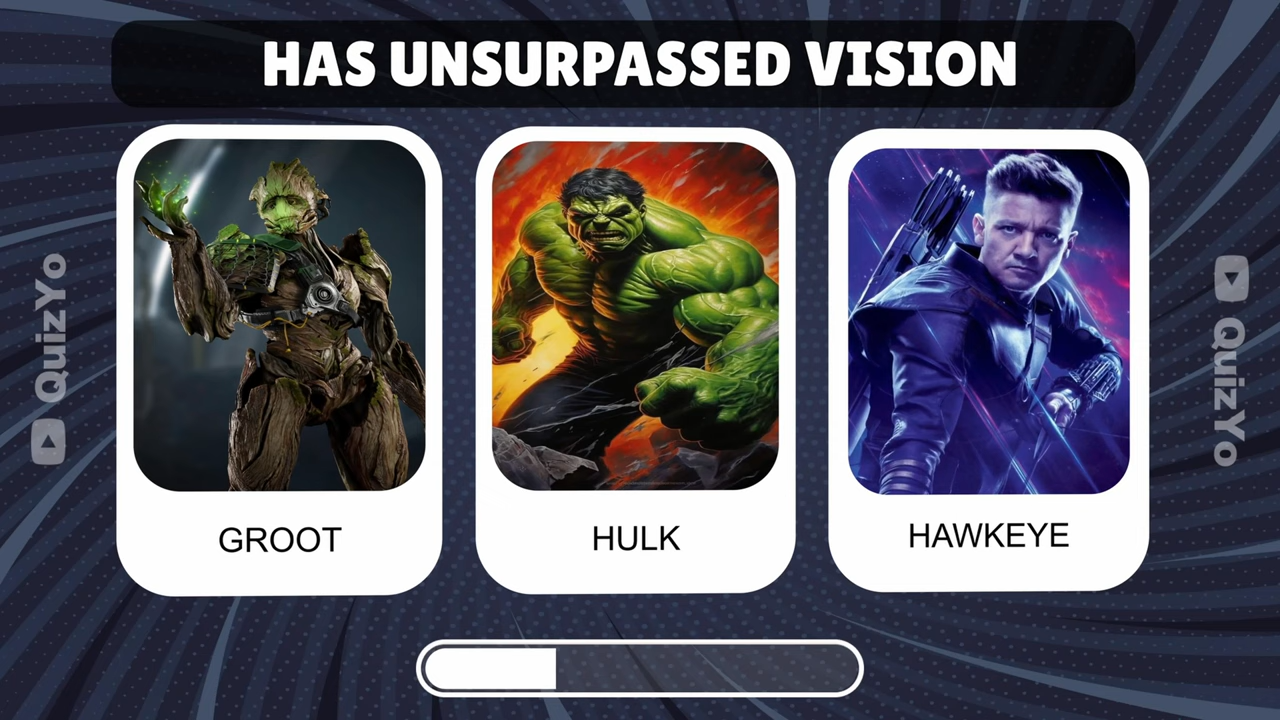 HAS UNSURPASSED VISION
QuizYo
QuizYo
GROOT
HULK
HAWKEYE